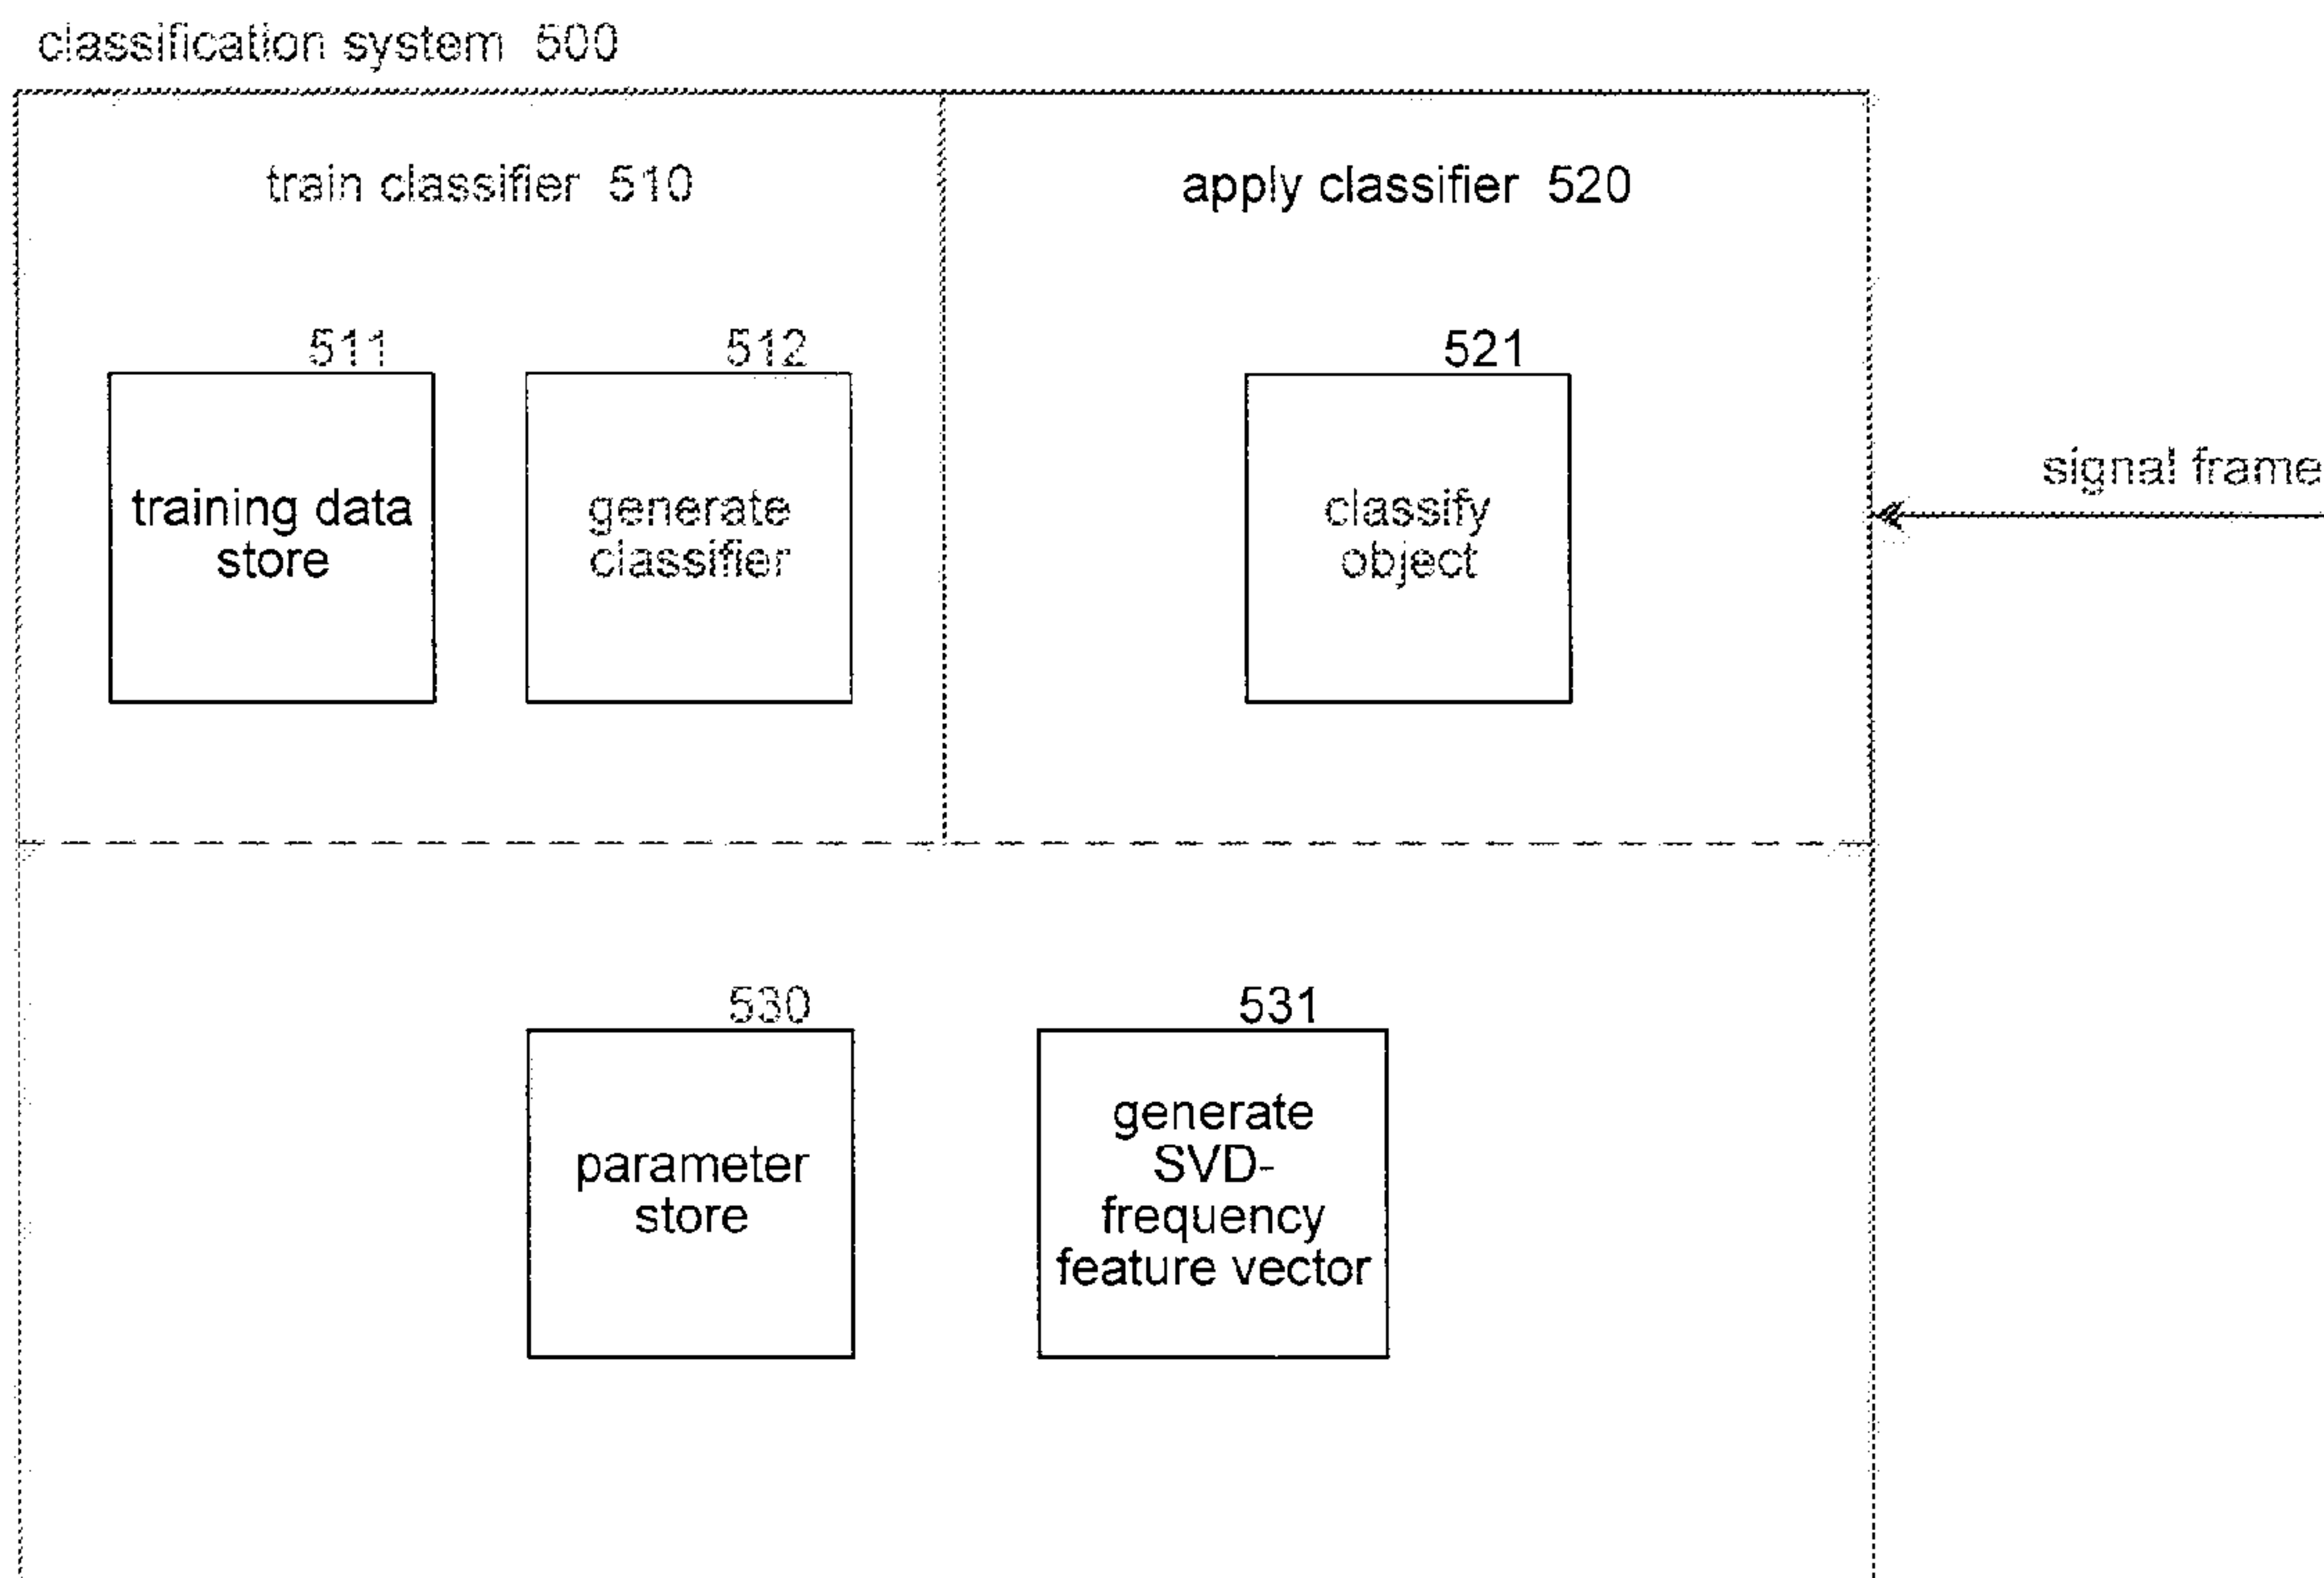 classification system 500
train classifier 510
apply classifier 520
511
512
521
training data
store
generate
classifier
classify
object
signal frame
530
531
parameter
store
generate
SVD-
frequency
feature vector